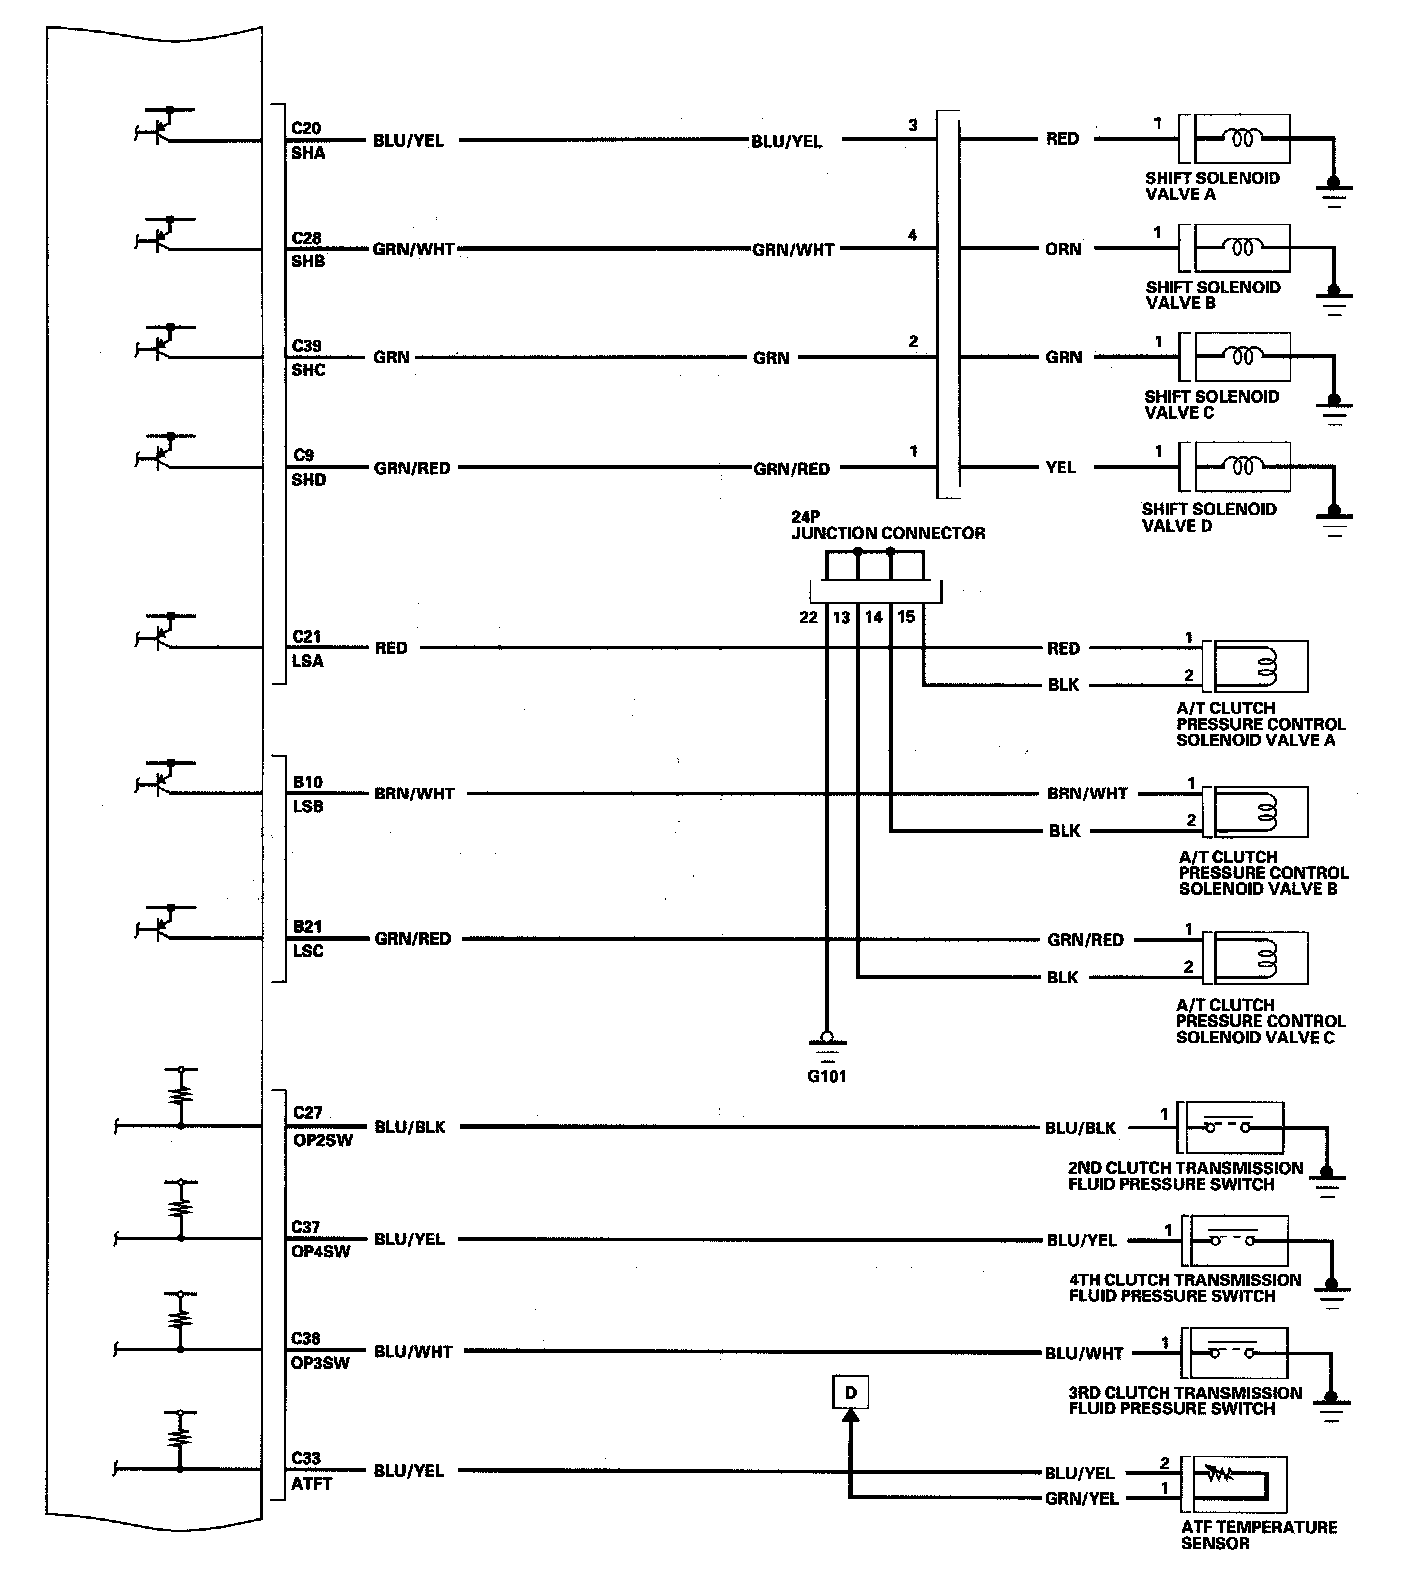 C20
SHA
BLU/YEL
BLU/YEL
3
RED
1
SHIFT SOLENOID
VALVE A
C28
SHB
GRN/WHT
GRN/WHT
4
ORN
1
SHIFT SOLENOID
VALVE B
C39
SHC
GRN
GRN
2
GRN
1
SHIFT SOLENOID
VALVE C
C9
SHD
GRN/RED
GRN/RED
1
YEL
1
SHIFT SOLENOID
VALVE D
24P
JUNCTION CONNECTOR
22 13 14 15
C21
LSA
RED
RED
1
BLK
2
A/T CLUTCH
PRESSURE CONTROL
SOLENOID VALVE A
B10
LSB
BRN/WHT
BRN/WHT
1
BLK
2
A/T CLUTCH
PRESSURE CONTROL
SOLENOID VALVE B
B21
LSC
GRN/RED
GRN/RED
1
BLK
2
A/T CLUTCH
PRESSURE CONTROL
SOLENOID VALVE C
G101
C27
OP2SW
BLU/BLK
BLU/BLK
1
2ND CLUTCH TRANSMISSION
FLUID PRESSURE SWITCH
C37
OP4SW
BLU/YEL
BLU/YEL
1
4TH CLUTCH TRANSMISSION
FLUID PRESSURE SWITCH
C38
OP3SW
BLU/WHT
BLU/WHT
1
3RD CLUTCH TRANSMISSION
FLUID PRESSURE SWITCH
D
C33
ATFT
BLU/YEL
BLU/YEL
2
GRN/YEL
1
ATF TEMPERATURE
SENSOR